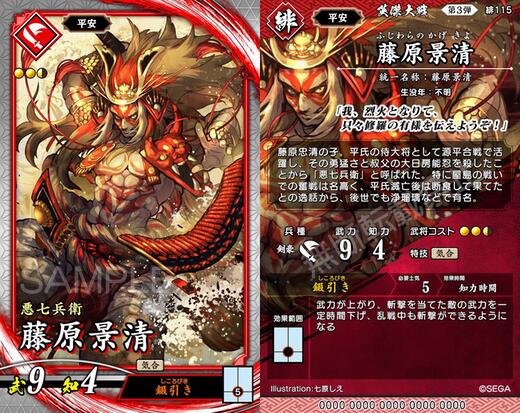 平安
SAMPLE
悪七兵衛
藤原景清
気合
武9 知4
しころびき
錣引き
5
緋
平安
英傑大戦
第3弾
緋115
ふじわらの かげ きよ
藤原景清
統一名称:藤原景清
生没年:不明
「我、烈火となりて、
只々修羅の有様を伝えようぞ!」
藤原忠清の子。平氏の侍大将として源平合戦で活
躍し、その勇猛さと叔父の大日房能忍を殺したこと
から「悪七兵衛」と呼ばれた。特に屋島の戦い
での奮戦は名高く、平氏滅亡後は断食して果てた
との逸話から、後世でも浄瑠璃などで有名。
兵種 武力 知力 武将コスト
剣豪 9 4 特技 気合
しころびき 必要士気 効果時間
錣引き 5 知力時間
効果範囲
武力が上がり、斬撃を当てた敵の武力を一
定時間下げ、乱戦中も斬撃ができるように
なる
Illustration:七原しえ
©SEGA
0000-0000-0000-0000-0000